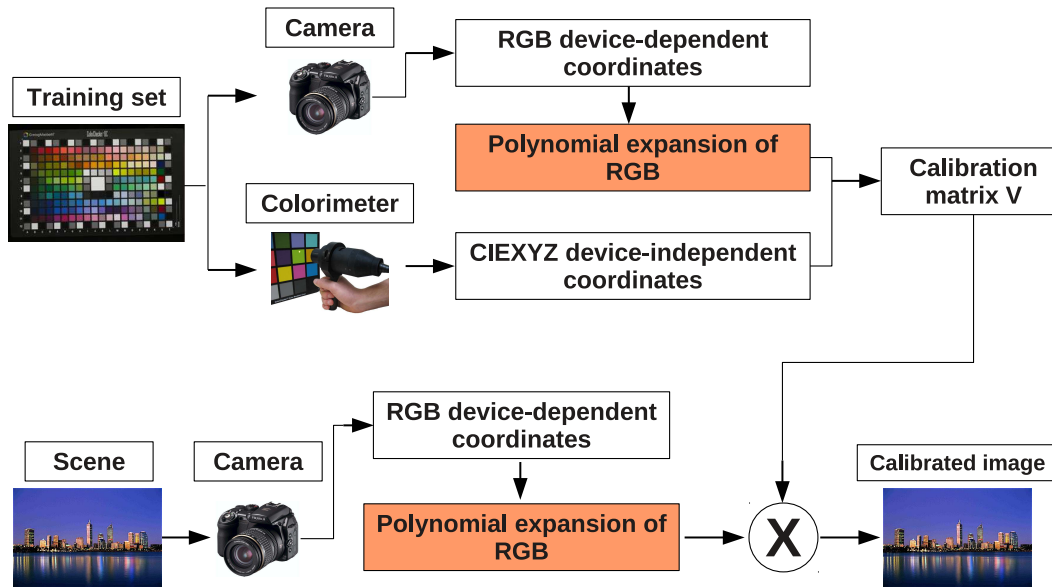 Camera
RGB device-dependent
coordinates
Training set
Polynomial expansion of
RGB
Calibration
matrix V
Colorimeter
CIEXYZ device-independent
coordinates
RGB device-dependent
coordinates
Scene
Camera
Calibrated image
Polynomial expansion of
RGB
X